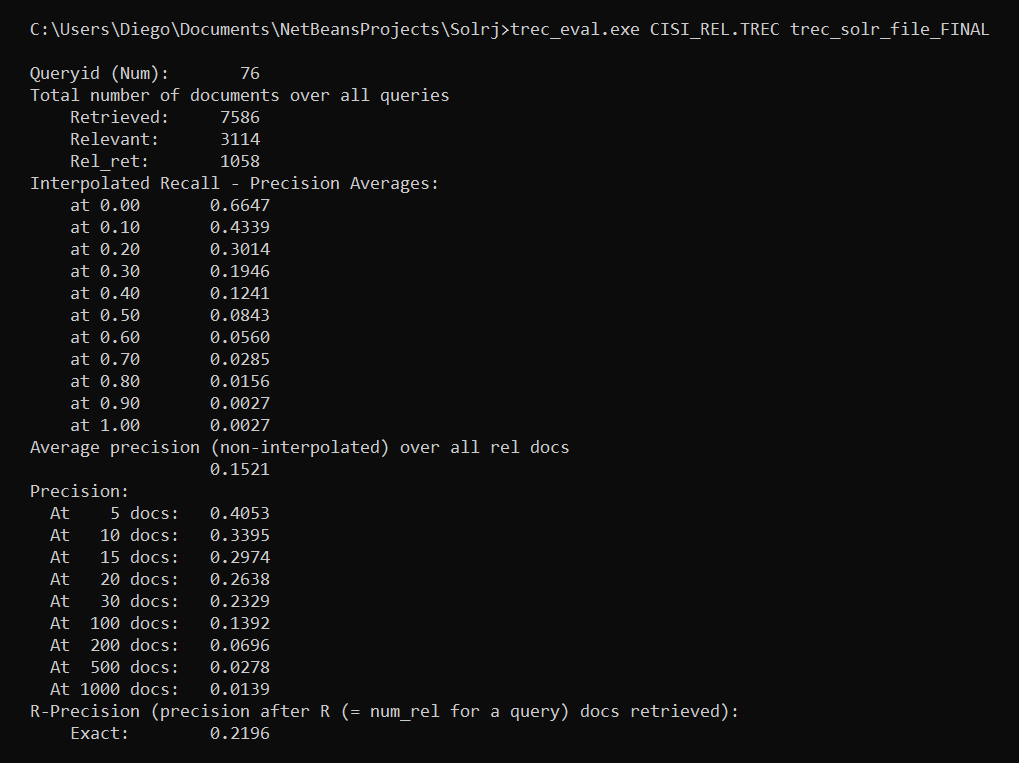 C:\Users\Diego\Documents\NetBeansProjects\Solrj>trec_eval.exe CISI_REL.TREC trec_solr_file_FINAL
Queryid (Num):       76
Total number of documents over all queries
    Retrieved:     7586
    Relevant:      3114
    Rel_ret:       1058
Interpolated Recall - Precision Averages:
    at 0.00       0.6647
    at 0.10       0.4339
    at 0.20       0.3014
    at 0.30       0.1946
    at 0.40       0.1241
    at 0.50       0.0843
    at 0.60       0.0560
    at 0.70       0.0285
    at 0.80       0.0156
    at 0.90       0.0027
    at 1.00       0.0027
Average precision (non-interpolated) over all rel docs
                  0.1521
Precision:
  At    5 docs:   0.4053
  At   10 docs:   0.3395
  At   15 docs:   0.2974
  At   20 docs:   0.2638
  At   30 docs:   0.2329
  At  100 docs:   0.1392
  At  200 docs:   0.0696
  At  500 docs:   0.0278
  At 1000 docs:   0.0139
R-Precision (precision after R (= num_rel for a query) docs retrieved):
    Exact:        0.2196